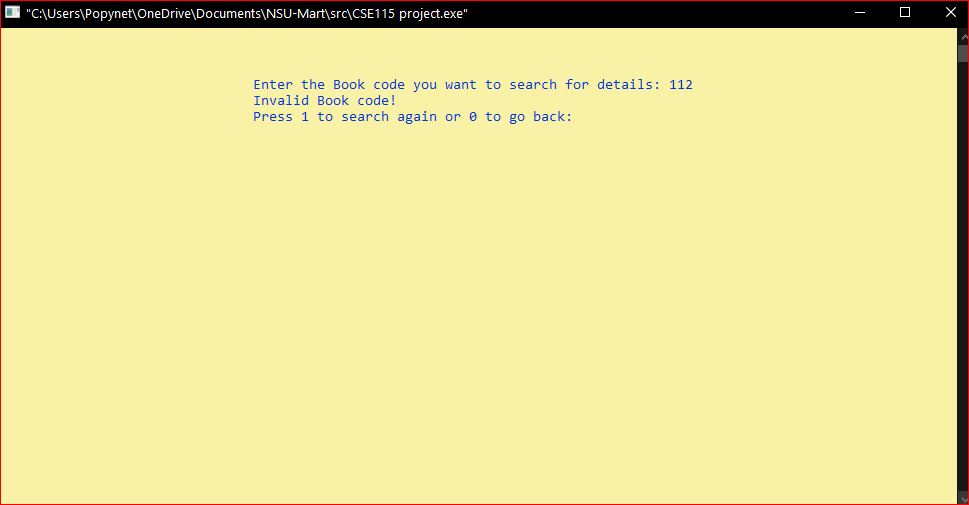 "C:\Users\Popynet\OneDrive\Documents\NSU-Mart\src\CSE115 project.exe"
Enter the Book code you want to search for details: 112
Invalid Book code!
Press 1 to search again or 0 to go back: